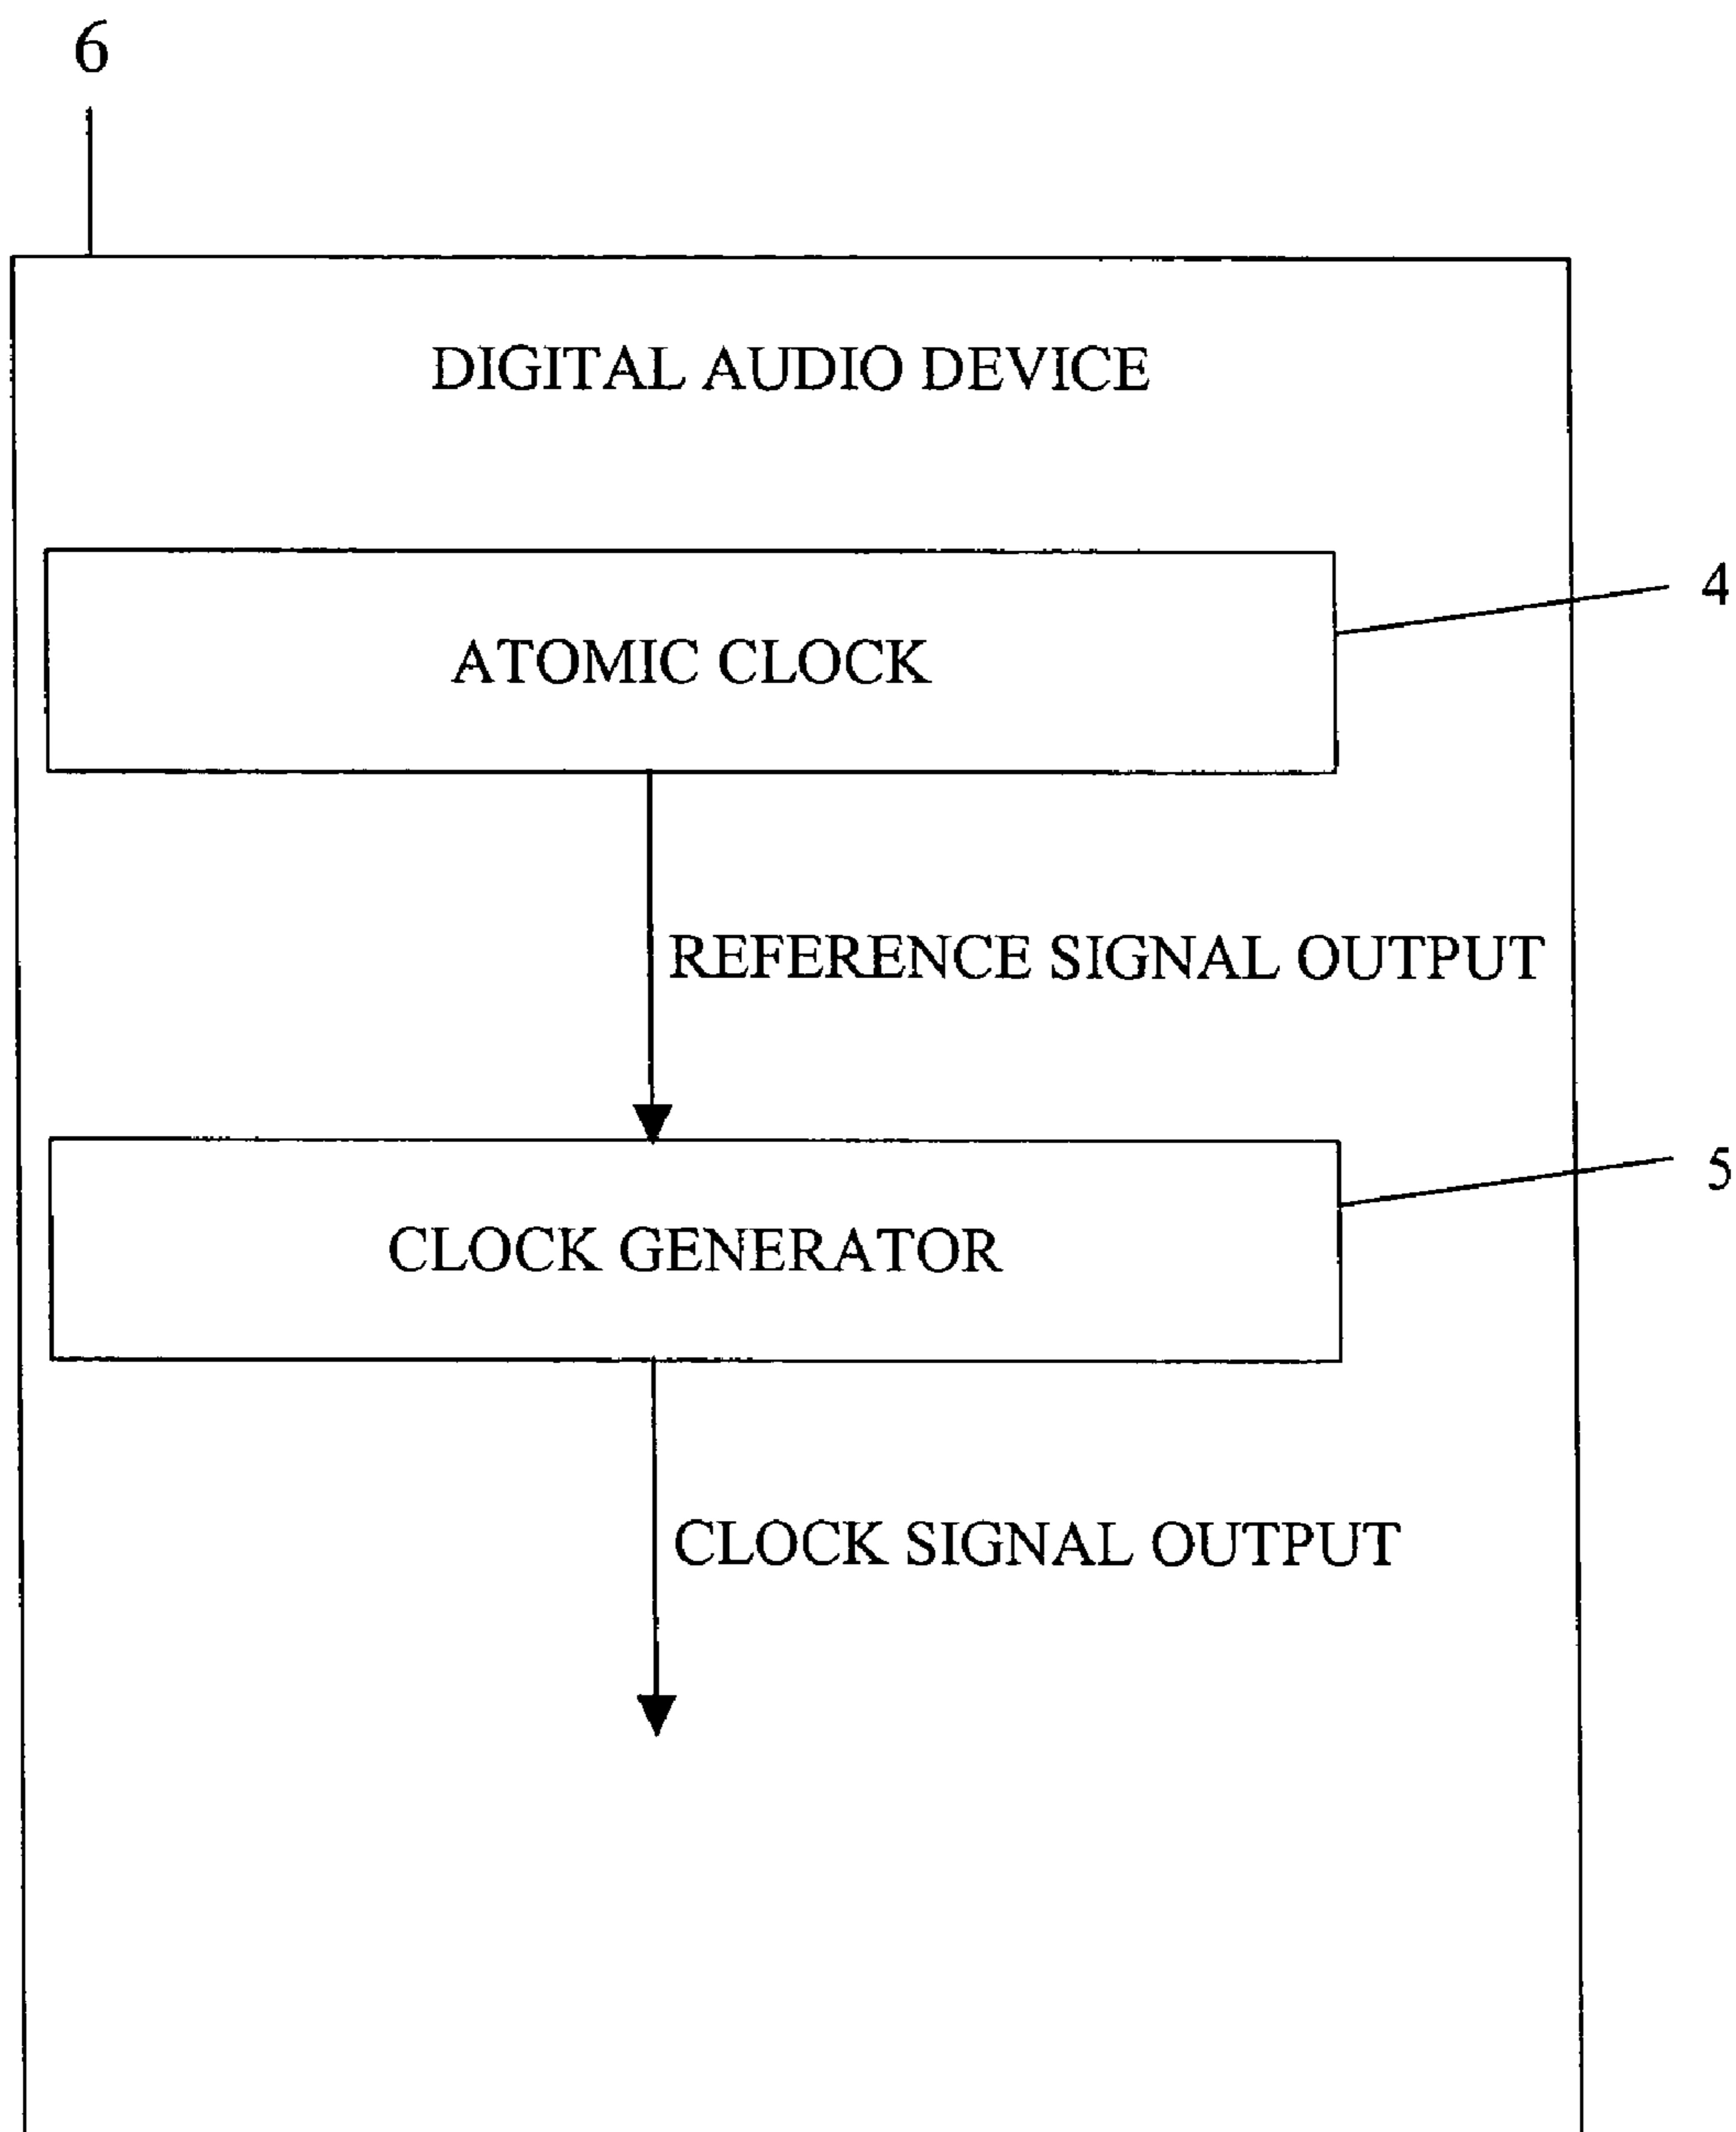 6
DIGITAL AUDIO DEVICE
4
ATOMIC CLOCK
REFERENCE SIGNAL OUTPUT
5
CLOCK GENERATOR
CLOCK SIGNAL OUTPUT